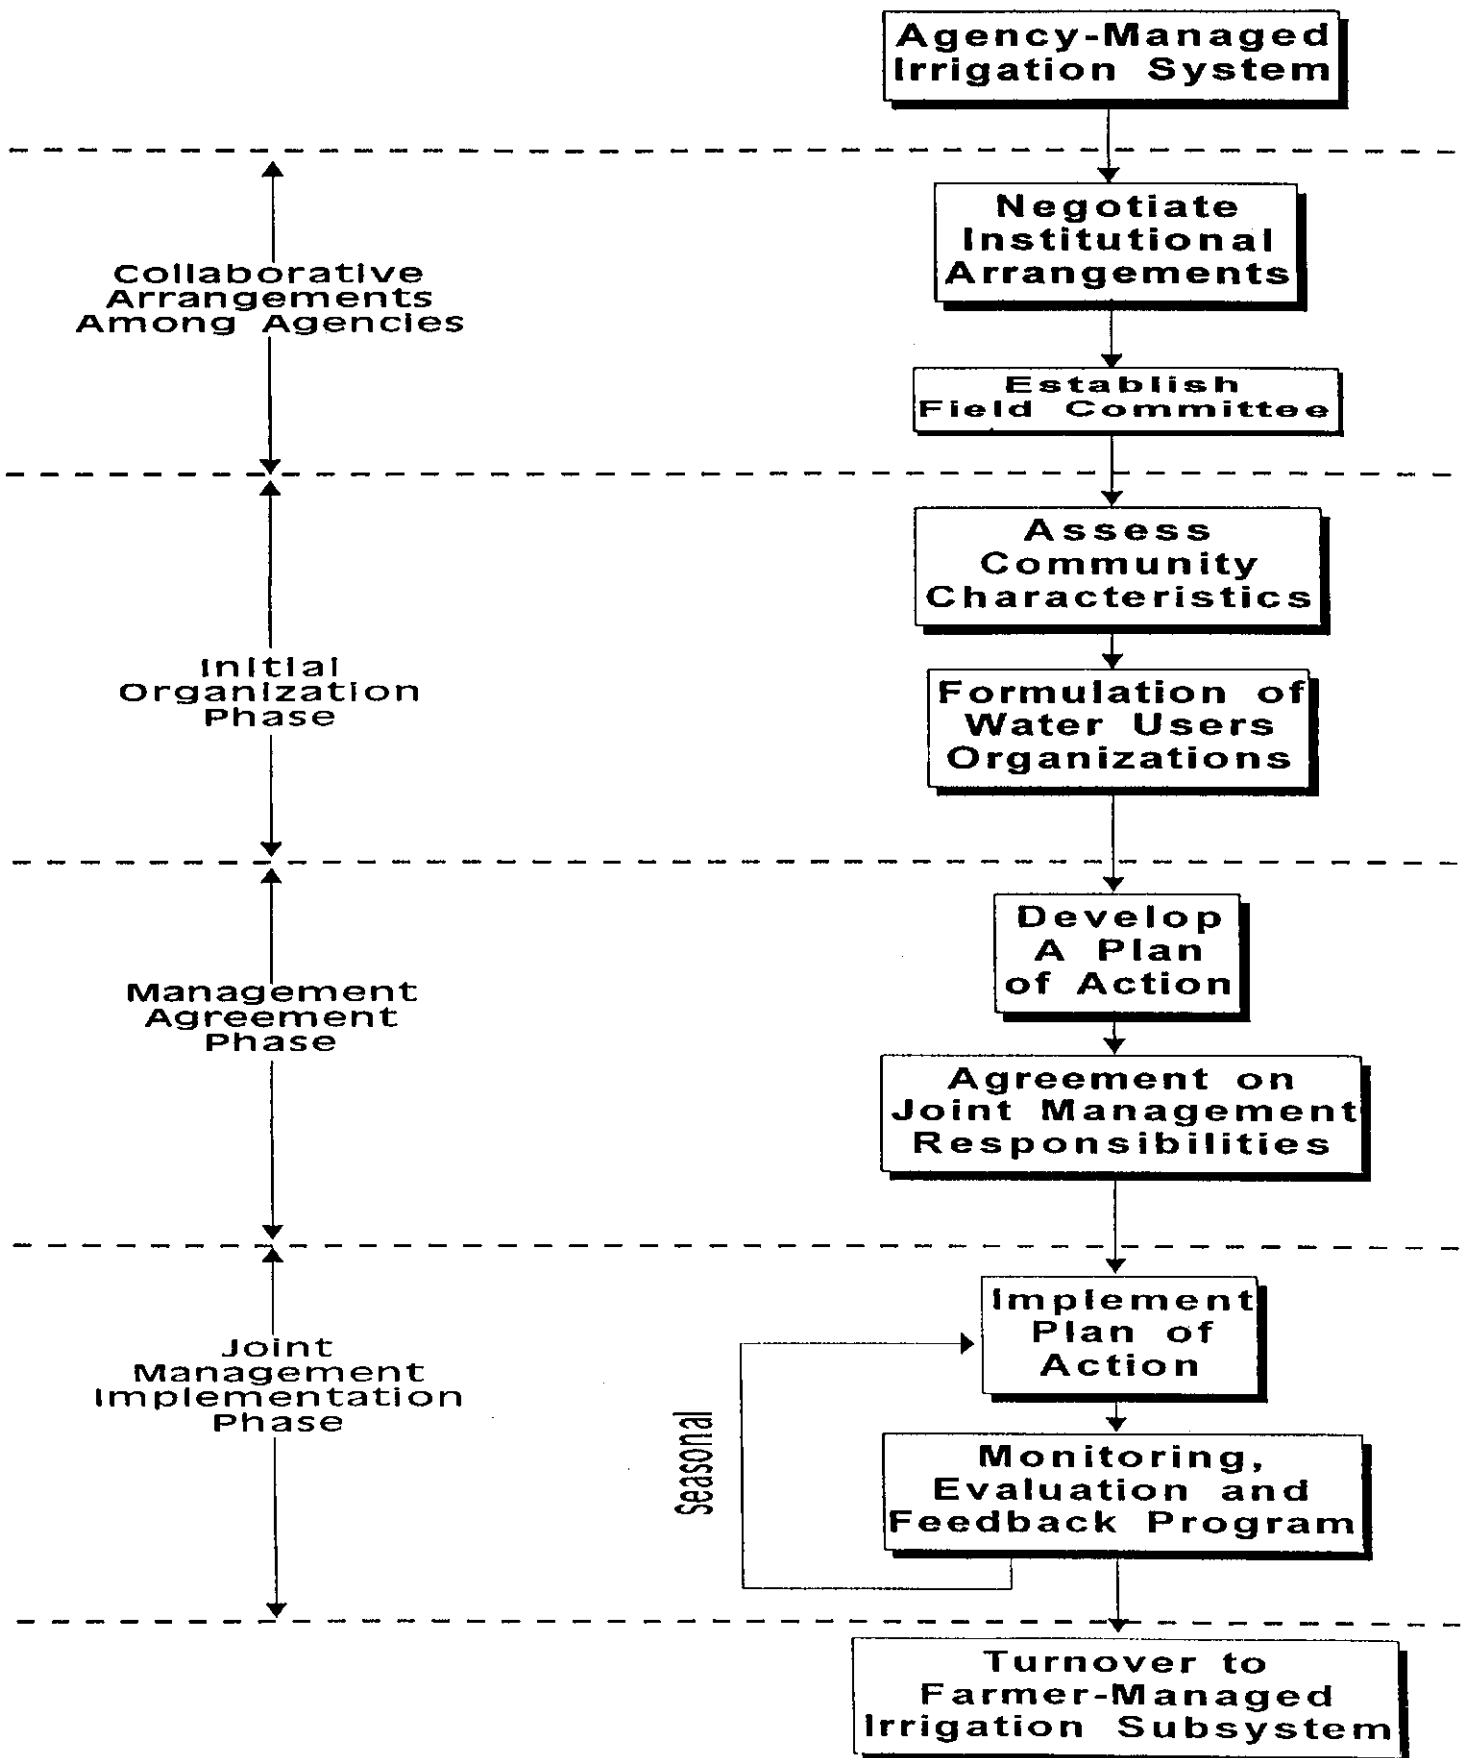 Agency-Managed
Irrigation System
Negotiate
Institutional
Arrangements
Collaborative
Arrangements
Among Agencies
Establish
Field Committee
Assess
Community
Characteristics
Initial
Organization
Phase
Formulation of
Water Users
Organizations
Develop
A Plan
of Action
Management
Agreement
Phase
Agreement on
Joint Management
Responsibilities
Implement
Plan of
Action
Joint
Management
Implementation
Phase
Seasonal
Monitoring,
Evaluation and
Feedback Program
Turnover to
Farmer-Managed
Irrigation Subsystem